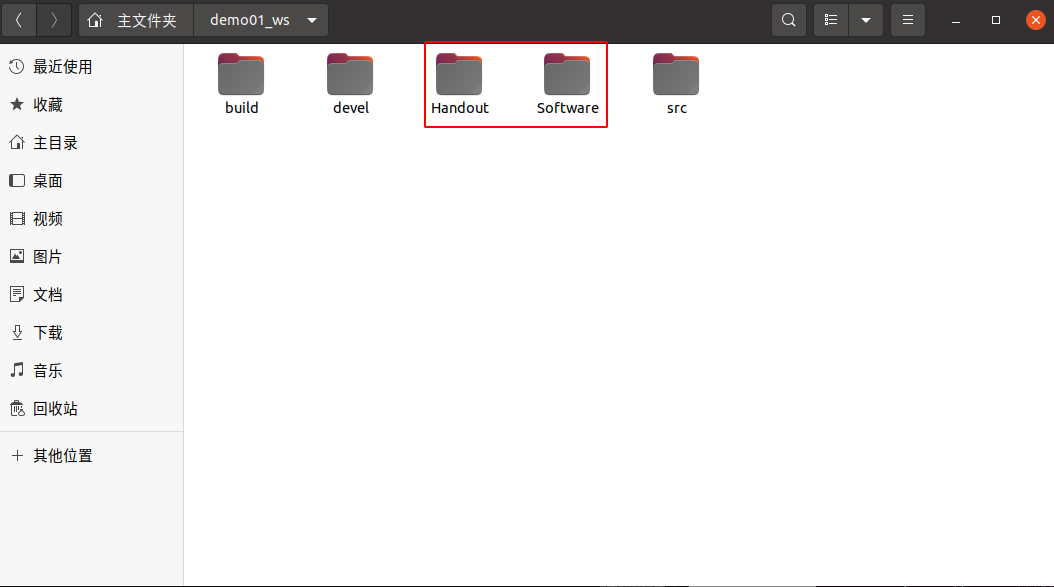 主文件夹 demo01_ws
最近使用
收藏
主目录
桌面
视频
图片
文档
下载
音乐
回收站
其他位置
build devel Handout Software src